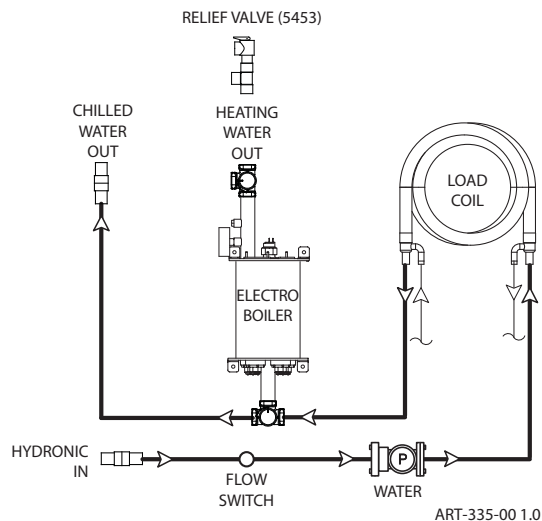 RELIEF VALVE (5453)
CHILLED
WATER
OUT
HEATING
WATER
OUT
LOAD
COIL
ELECTRO
BOILER
HYDRONIC
IN
FLOW
SWITCH
P
WATER
ART-335-00 1.0